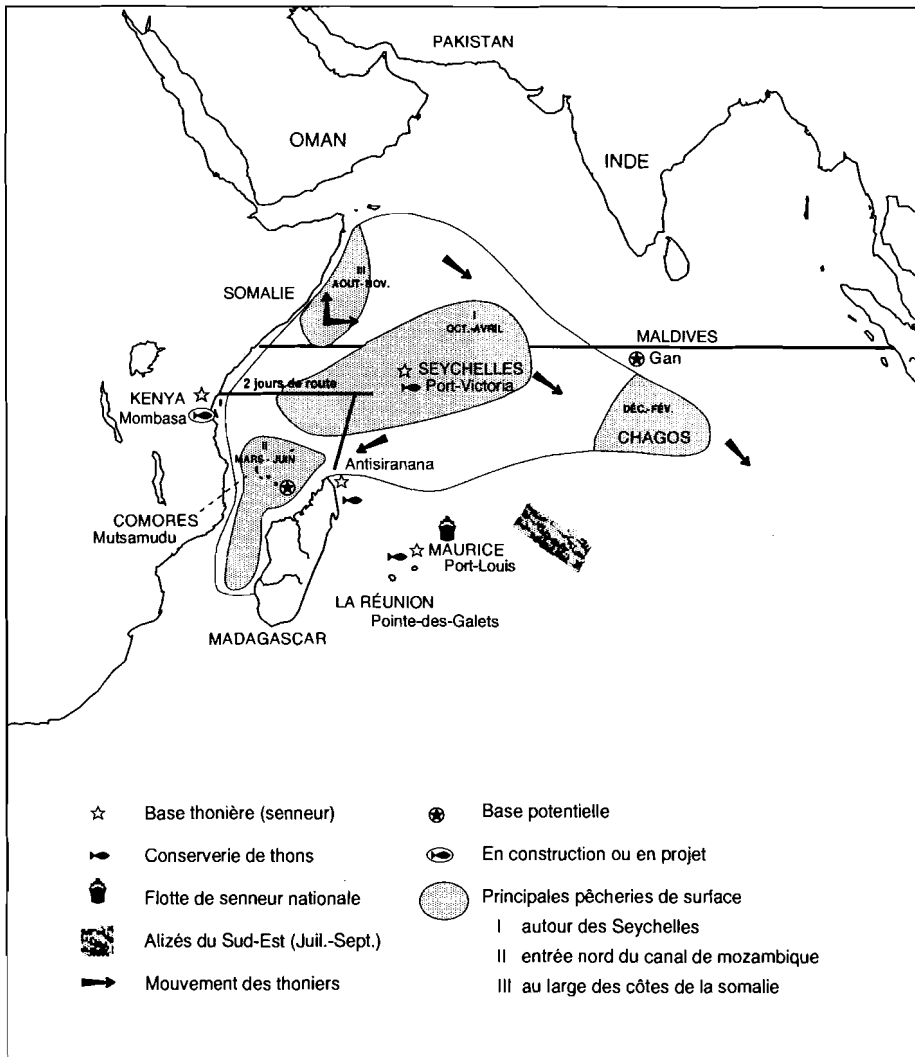 PAKISTAN
OMAN
INDE
III
AOUT-NOV.
SOMALIE
I
OCT.-AVRIL
MALDIVES
Gan
SEYCHELLES
Port-Victoria
2 jours de route
KENYA
Mombasa
DÉC.-FÉV.
CHAGOS
II
MARS - JUIN
Antisiranana
COMORES
Mutsamudu
MAURICE
Port-Louis
LA RÉUNION
Pointe-des-Galets
MADAGASCAR
Base thonière (senneur)
Conserverie de thons
Flotte de senneur nationale
Alizés du Sud-Est (Juil.-Sept.)
Mouvement des thoniers
Base potentielle
En construction ou en projet
Principales pêcheries de surface
I autour des Seychelles
II entrée nord du canal de mozambique
III au large des côtes de la somalie